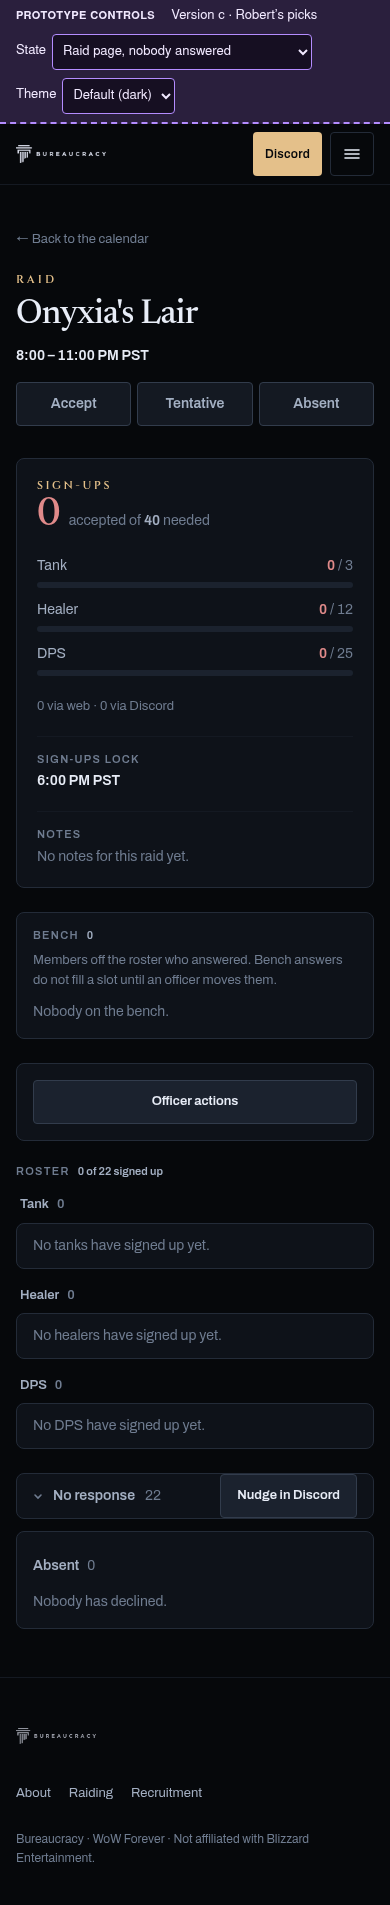 PROTOTYPE CONTROLS Version c · Robert's picks
State Raid page, nobody answered
Theme Default (dark)
BUREAUCRACY
Discord
← Back to the calendar
RAID
Onyxia's Lair
8:00 – 11:00 PM PST
Accept Tentative Absent
SIGN-UPS
0 accepted of 40 needed
Tank 0 / 3
Healer 0 / 12
DPS 0 / 25
0 via web · 0 via Discord
SIGN-UPS LOCK
6:00 PM PST
NOTES
No notes for this raid yet.
BENCH 0
Members off the roster who answered. Bench answers
do not fill a slot until an officer moves them.
Nobody on the bench.
Officer actions
ROSTER 0 of 22 signed up
Tank 0
No tanks have signed up yet.
Healer 0
No healers have signed up yet.
DPS 0
No DPS have signed up yet.
No response 22 Nudge in Discord
Absent 0
Nobody has declined.
BUREAUCRACY
About Raiding Recruitment
Bureaucracy · WoW Forever · Not affiliated with Blizzard
Entertainment.